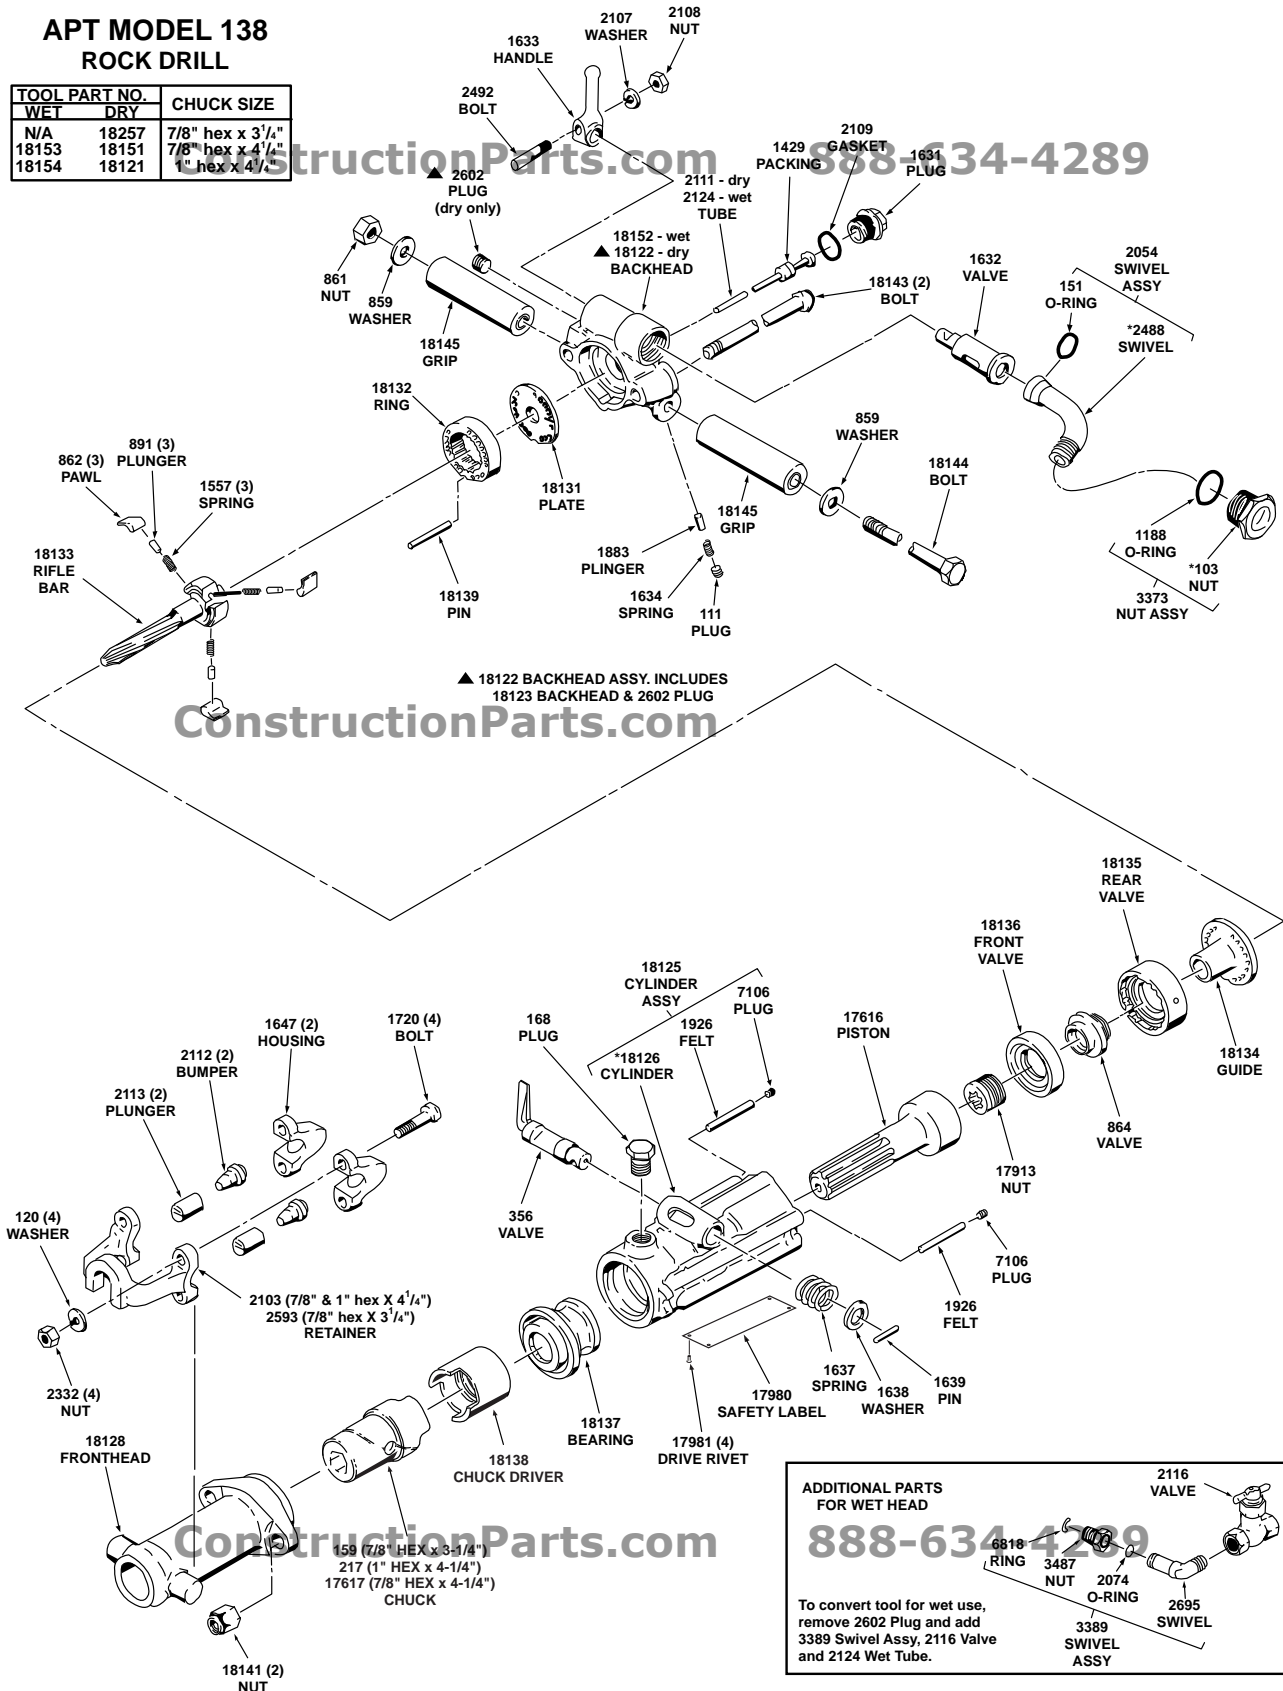 APT MODEL 138
ROCK DRILL
TOOL PART NO.
CHUCK SIZE
WET DRY
N/A 18257 7/8" hex x 3 1/4"
18153 18151 7/8" hex x 4 1/4"
18154 18121 1" hex x 4 1/4"
ConstructionParts.com 888-634-4289
2107
WASHER
2108
NUT
1633
HANDLE
2492
BOLT
▲ 2602
PLUG
(dry only)
2109
GASKET
1429
PACKING
1631
PLUG
2111 - dry
2124 - wet
TUBE
18152 - wet
▲ 18122 - dry
BACKHEAD
861
NUT
859
WASHER
18145
GRIP
18143 (2)
BOLT
1632
VALVE
2054
SWIVEL
ASSY
151
O-RING
*2488
SWIVEL
18132
RING
891 (3)
PLUNGER
862 (3)
PAWL
1557 (3)
SPRING
18133
RIFLE
BAR
18131
PLATE
18139
PIN
859
WASHER
18144
BOLT
18145
GRIP
1883
PLINGER
1634
SPRING
111
PLUG
1188
O-RING
*103
NUT
3373
NUT ASSY
▲ 18122 BACKHEAD ASSY. INCLUDES
18123 BACKHEAD & 2602 PLUG
ConstructionParts.com
18135
REAR
VALVE
18136
FRONT
VALVE
18134
GUIDE
864
VALVE
17913
NUT
17616
PISTON
18125
CYLINDER
ASSY
7106
PLUG
1926
FELT
*18126
CYLINDER
168
PLUG
356
VALVE
1647 (2)
HOUSING
1720 (4)
BOLT
2112 (2)
BUMPER
2113 (2)
PLUNGER
120 (4)
WASHER
2103 (7/8" & 1" hex X 4 1/4")
2593 (7/8" hex X 3 1/4")
RETAINER
2332 (4)
NUT
7106
PLUG
1926
FELT
1637
SPRING
1638
WASHER
1639
PIN
17980
SAFETY LABEL
17981 (4)
DRIVE RIVET
18137
BEARING
18138
CHUCK DRIVER
18128
FRONTHEAD
159 (7/8" HEX x 3-1/4")
217 (1" HEX x 4-1/4")
17617 (7/8" HEX x 4-1/4")
CHUCK
18141 (2)
NUT
ConstructionParts.com 888-634-4289
ADDITIONAL PARTS
FOR WET HEAD
2116
VALVE
6818
RING
3487
NUT
2074
O-RING
2695
SWIVEL
3389
SWIVEL
ASSY
To convert tool for wet use,
remove 2602 Plug and add
3389 Swivel Assy, 2116 Valve
and 2124 Wet Tube.